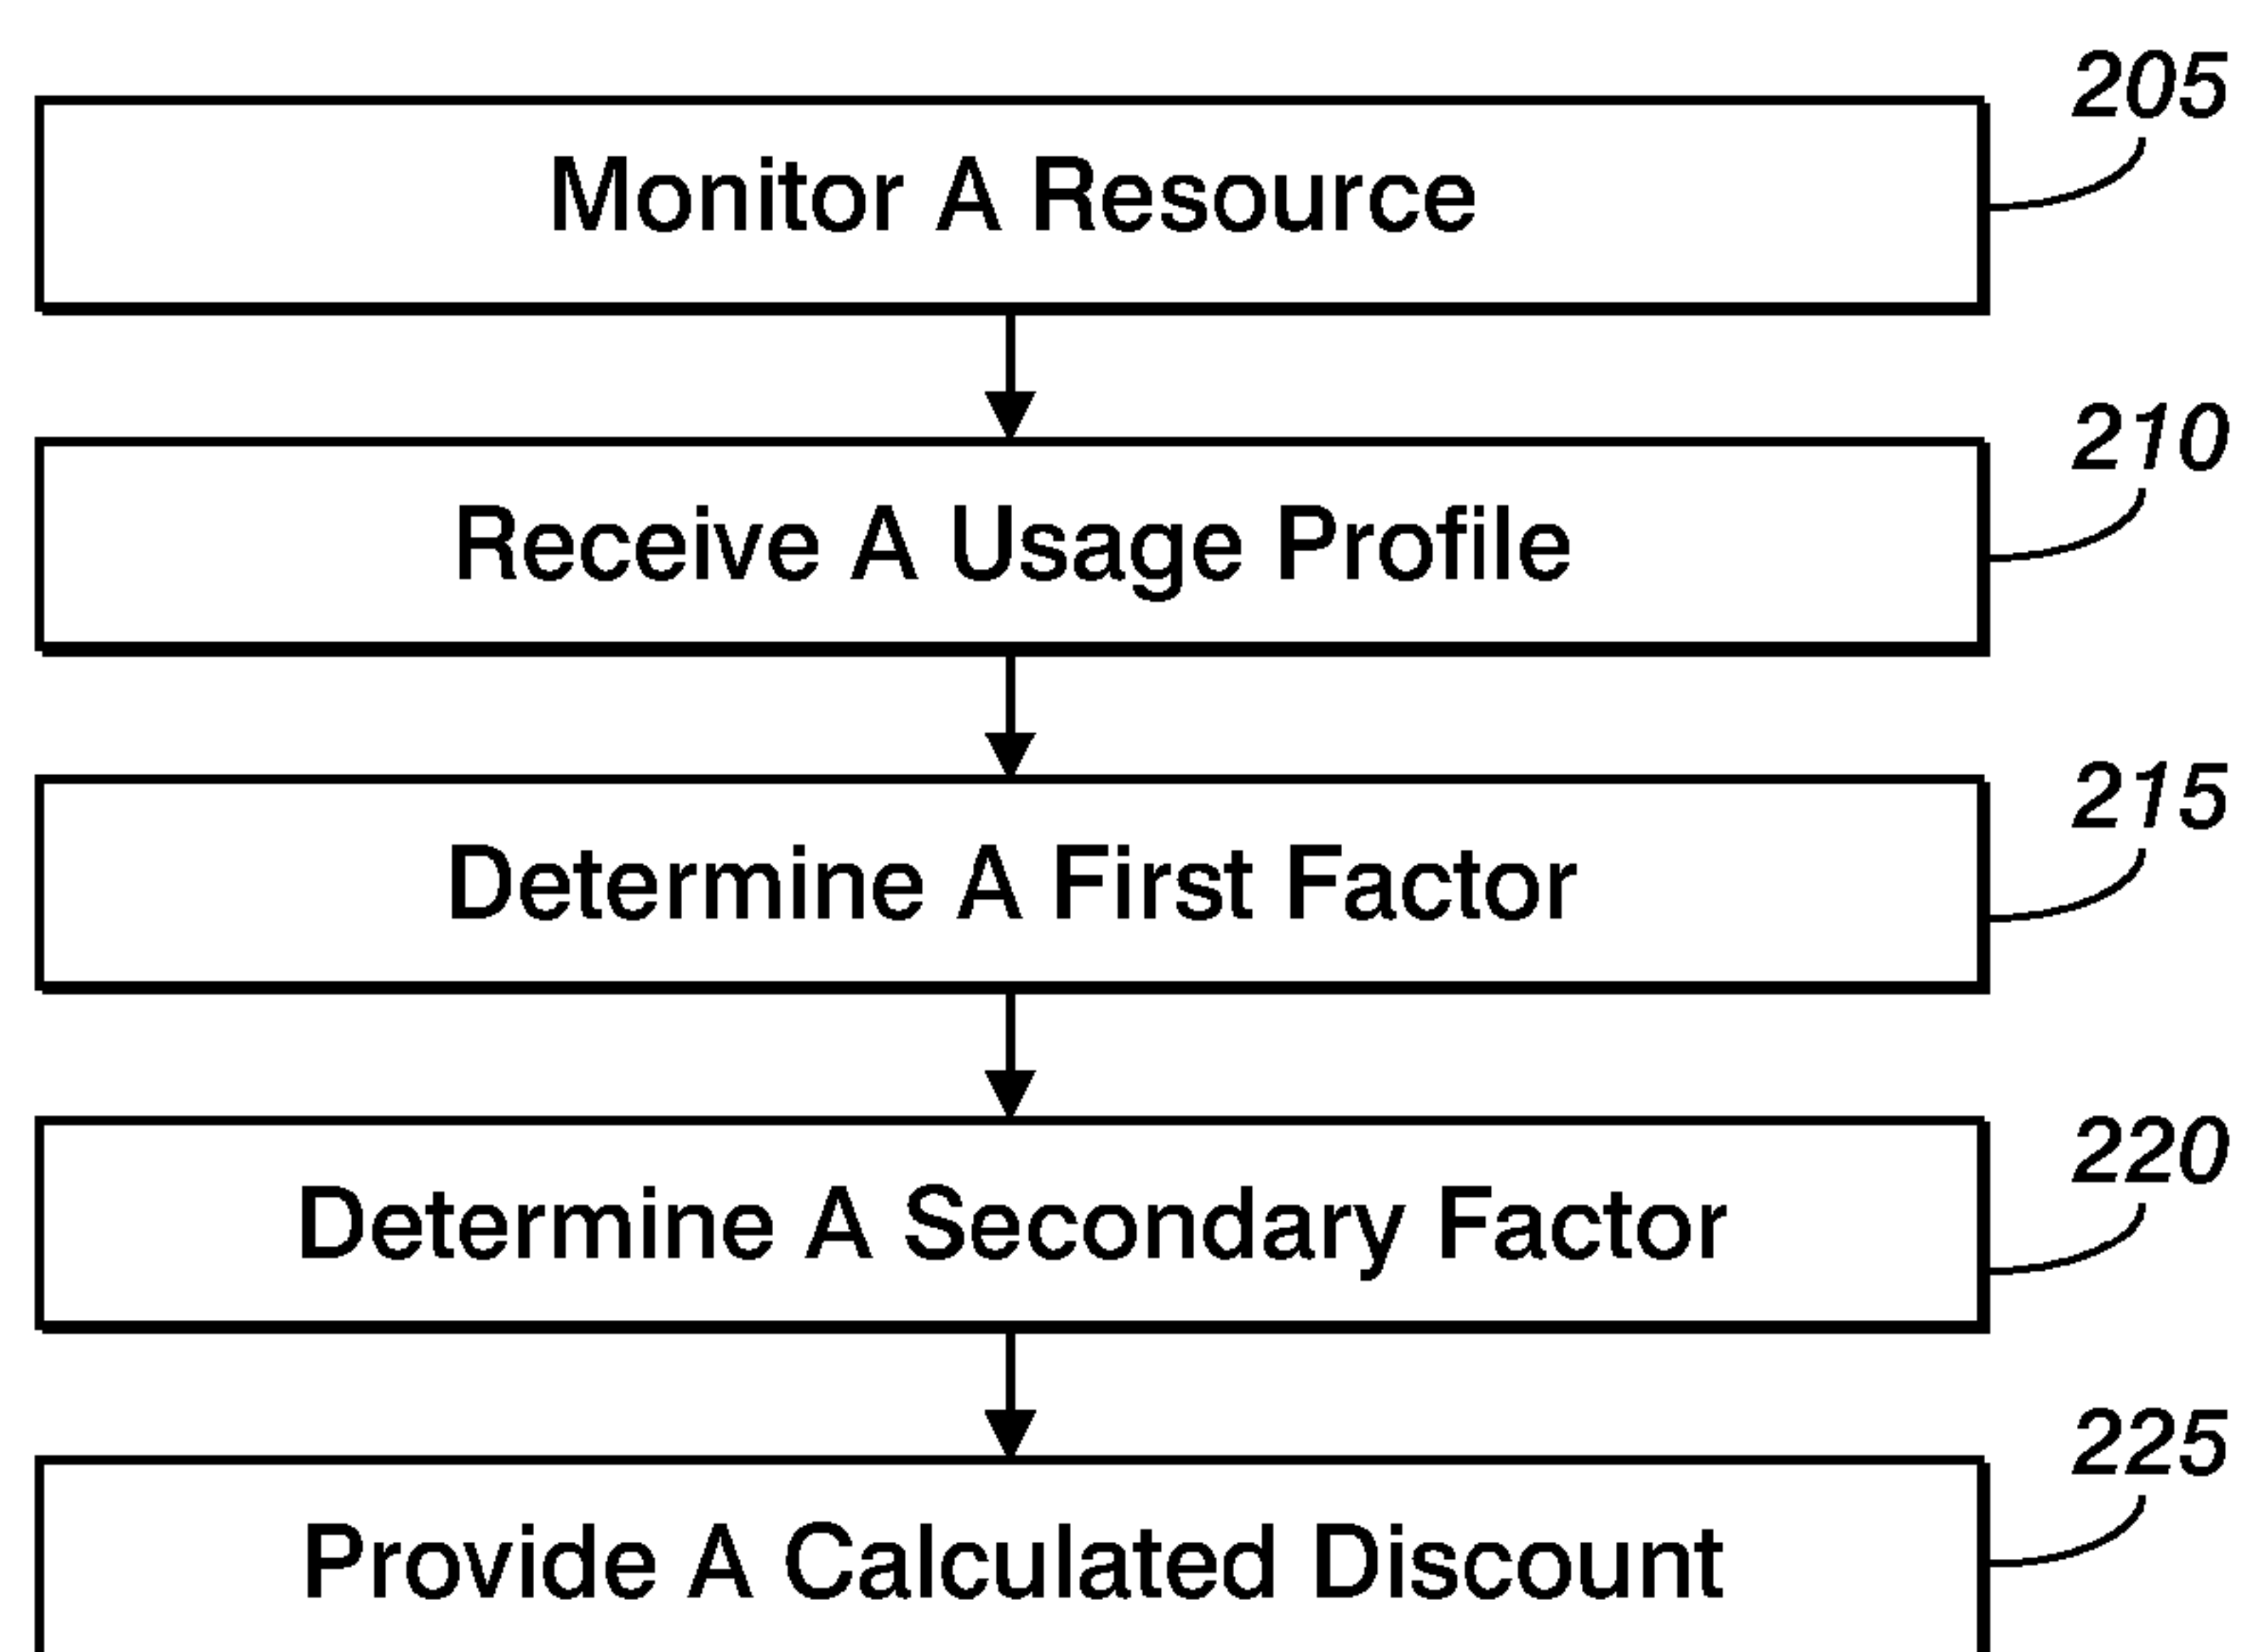 205
Monitor A Resource
210
Receive A Usage Profile
215
Determine A First Factor
220
Determine A Secondary Factor
225
Provide A Calculated Discount